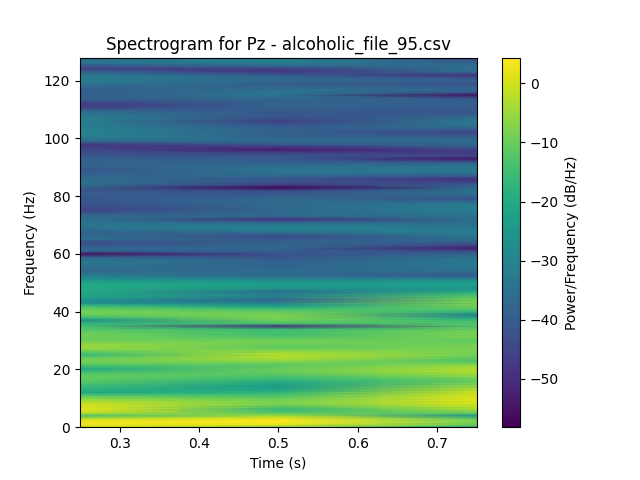 Spectrogram for Pz - alcoholic_file_95.csv
120
100
80
60
40
20
0
Frequency (Hz)
0.3 0.4 0.5 0.6 0.7
Time (s)
0
−10
−20
−30
−40
−50
Power/Frequency (dB/Hz)